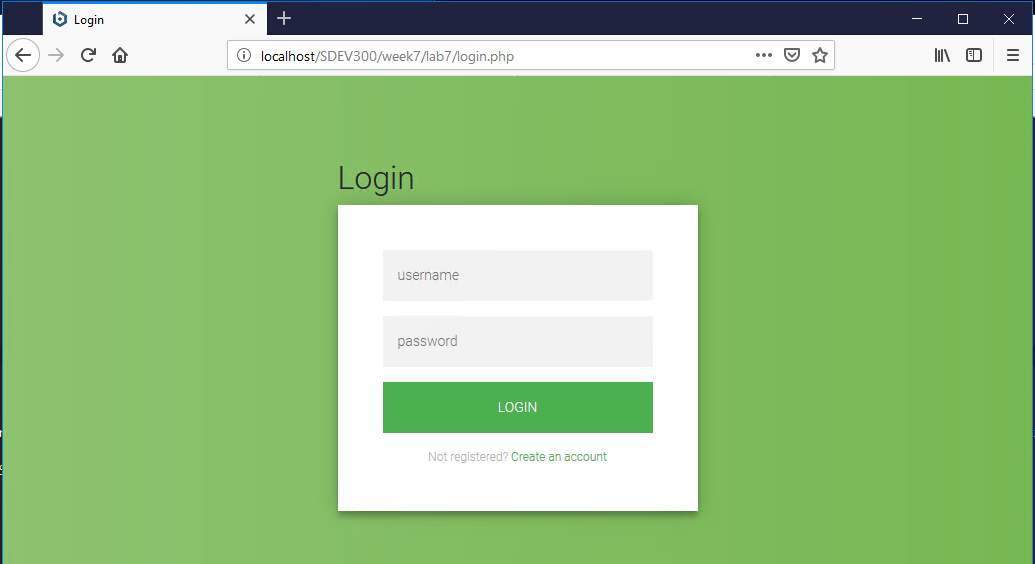 Login
localhost/SDEV300/week7/lab7/login.php
Login
username
password
LOGIN
Not registered? Create an account